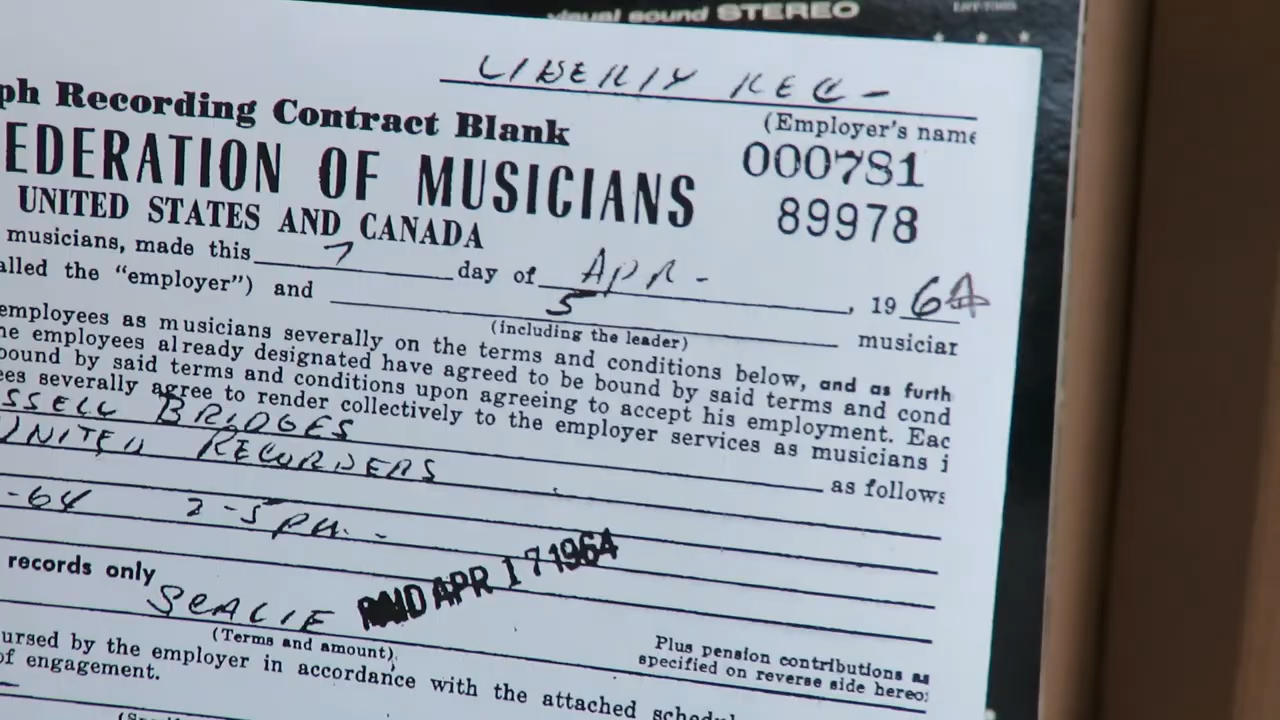 visual sound STEREO
LIBERTY REC -
ph Recording Contract Blank
(Employer's name
EDERATION OF MUSICIANS
000781
UNITED STATES AND CANADA
89978
musicians, made this 7 day of APR - , 19 64
alled the "employer") and 5 musician
(including the leader)
employees as musicians severally on the terms and conditions below, and as furth
he employees already designated have agreed to be bound by said terms and cond
bound by said terms and conditions upon agreeing to accept his employment. Eac
ees severally agree to render collectively to the employer services as musicians i
SSELL BRIDGES as follows
UNITED RECORDERS
-64 2-5 PM. -
records only
SCALE PAID APR 17 1964
(Terms and amount)
Plus pension contributions as
specified on reverse side hereo
ursed by the employer in accordance with the attached schedu
of engagement.